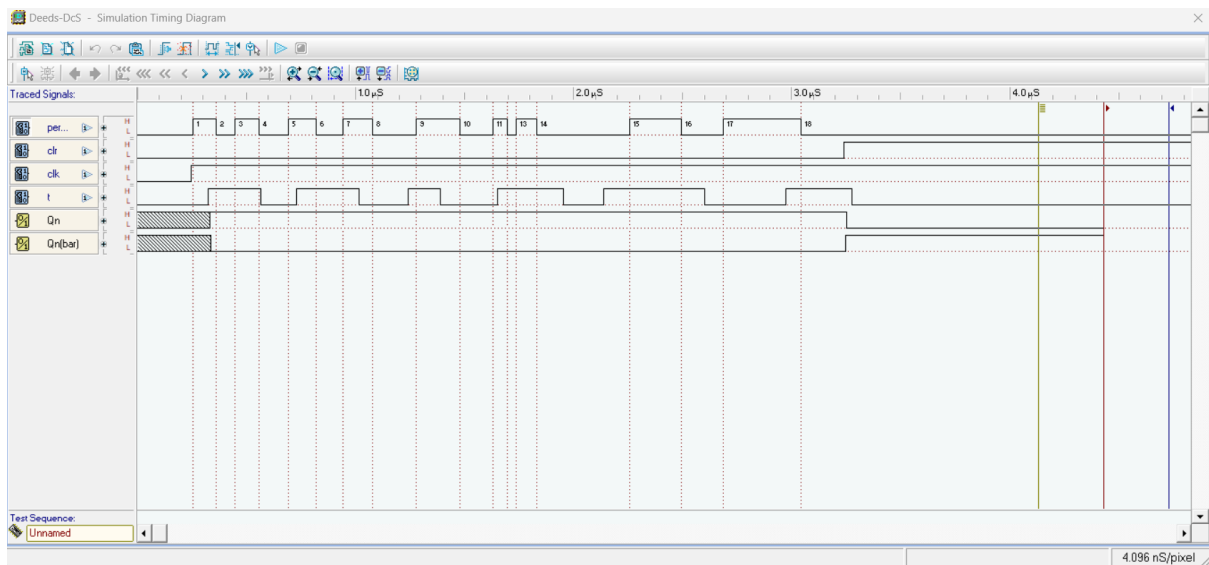 Deeds-DcS - Simulation Timing Diagram
Traced Signals:
1.0µS 2.0µS 3.0µS 4.0µS
per... H L 1 2 3 4 5 6 7 8 9 10 11 13 14 15 16 17 18
clr H L
clk H L
t H L
Qn H L
Qn(bar) H L
Test Sequence:
Unnamed
4.096 nS/pixel